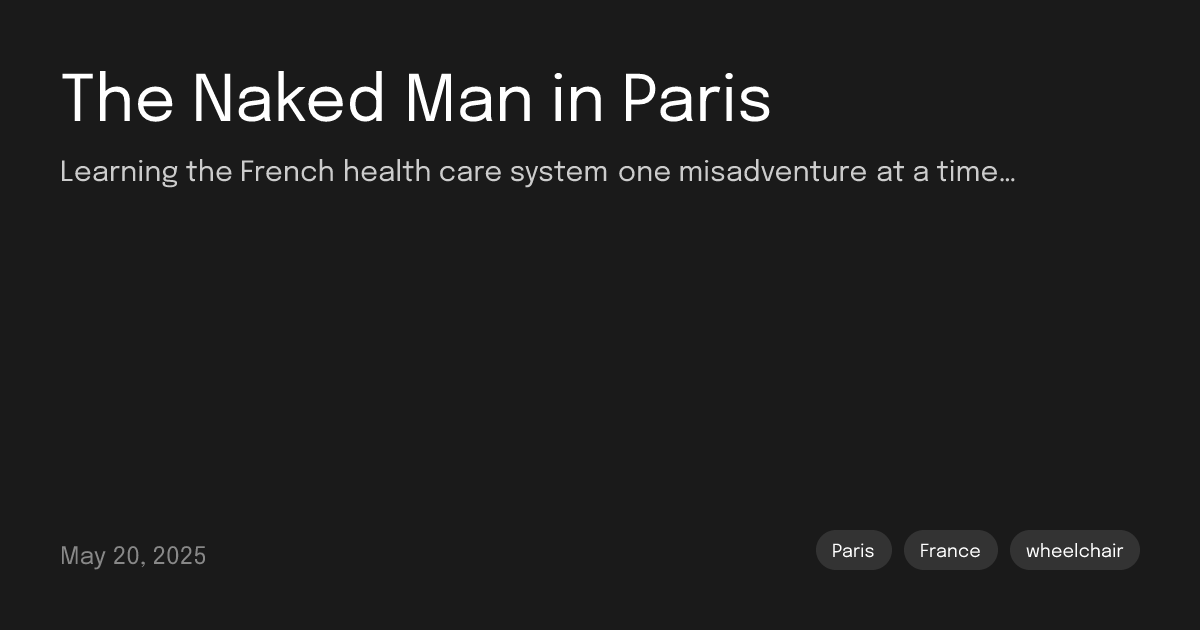 The Naked Man in Paris
Learning the French health care system one misadventure at a time…
May 20, 2025
Paris
France
wheelchair